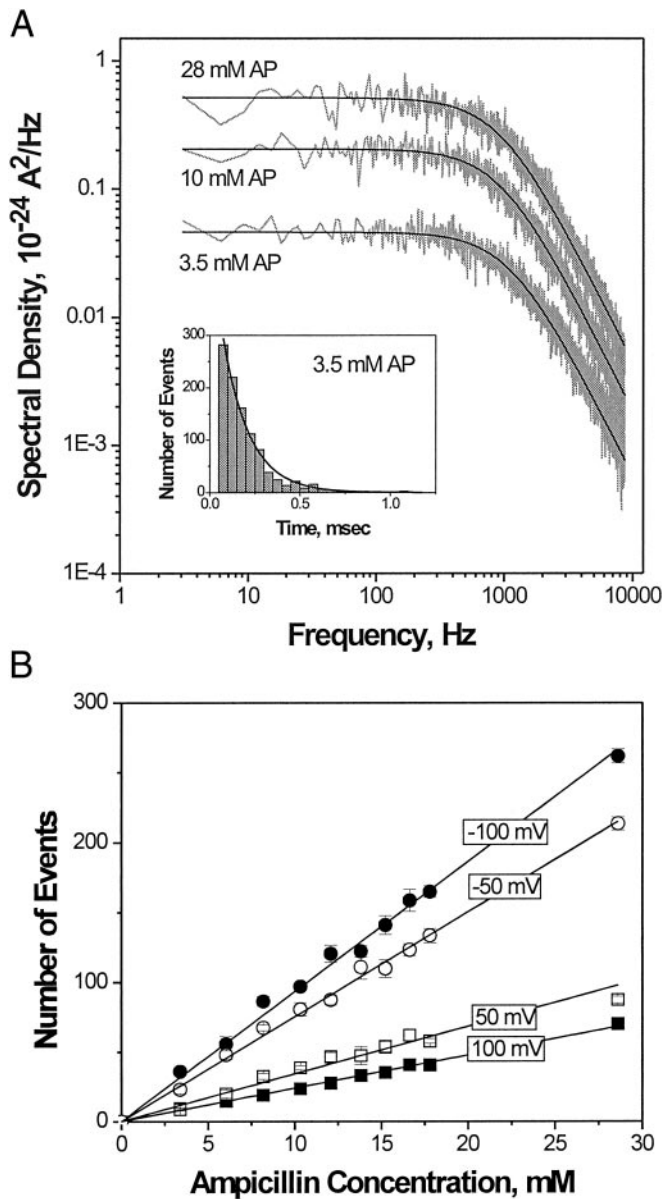 A
Spectral Density, 10⁻²⁴ A²/Hz
1
0.1
0.01
1E-3
1E-4
28 mM AP
10 mM AP
3.5 mM AP
Number of Events
300
200
100
0
3.5 mM AP
0.0 0.5 1.0
Time, msec
1 10 100 1000 10000
Frequency, Hz
B
Number of Events
300
200
100
0
-100 mV
-50 mV
50 mV
100 mV
0 5 10 15 20 25 30
Ampicillin Concentration, mM